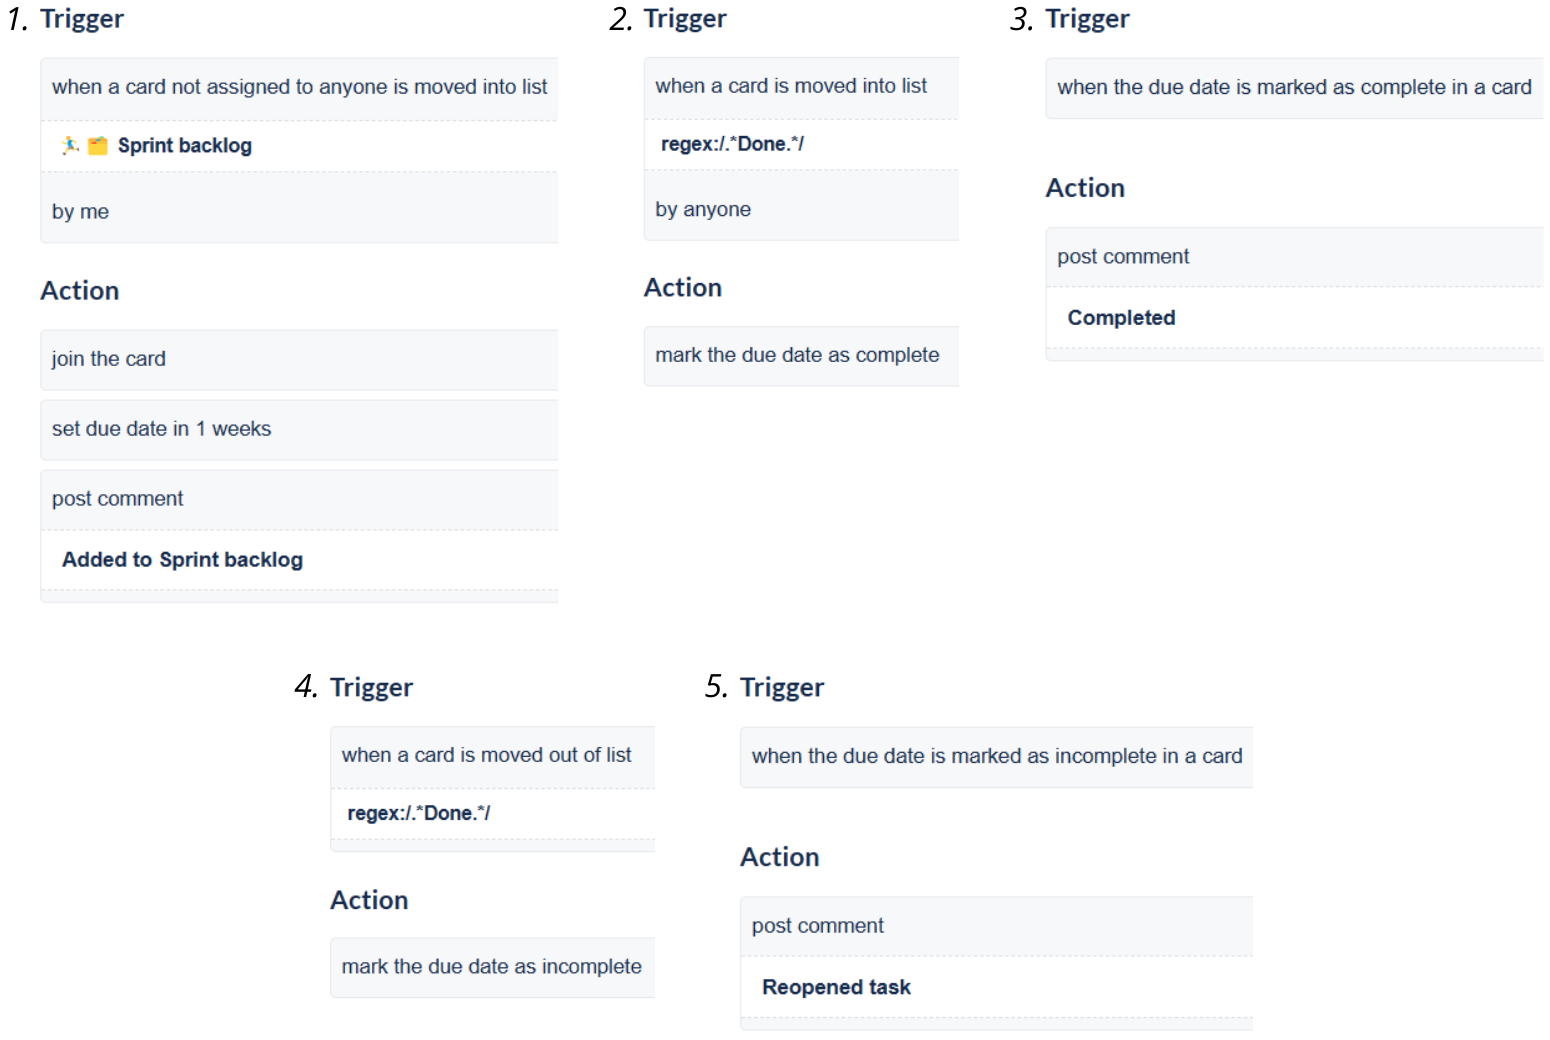 1. Trigger
when a card not assigned to anyone is moved into list
🏃 🗂️ Sprint backlog
by me
Action
join the card
set due date in 1 weeks
post comment
Added to Sprint backlog
2. Trigger
when a card is moved into list
regex:/.*Done.*/
by anyone
Action
mark the due date as complete
3. Trigger
when the due date is marked as complete in a card
Action
post comment
Completed
4. Trigger
when a card is moved out of list
regex:/.*Done.*/
Action
mark the due date as incomplete
5. Trigger
when the due date is marked as incomplete in a card
Action
post comment
Reopened task